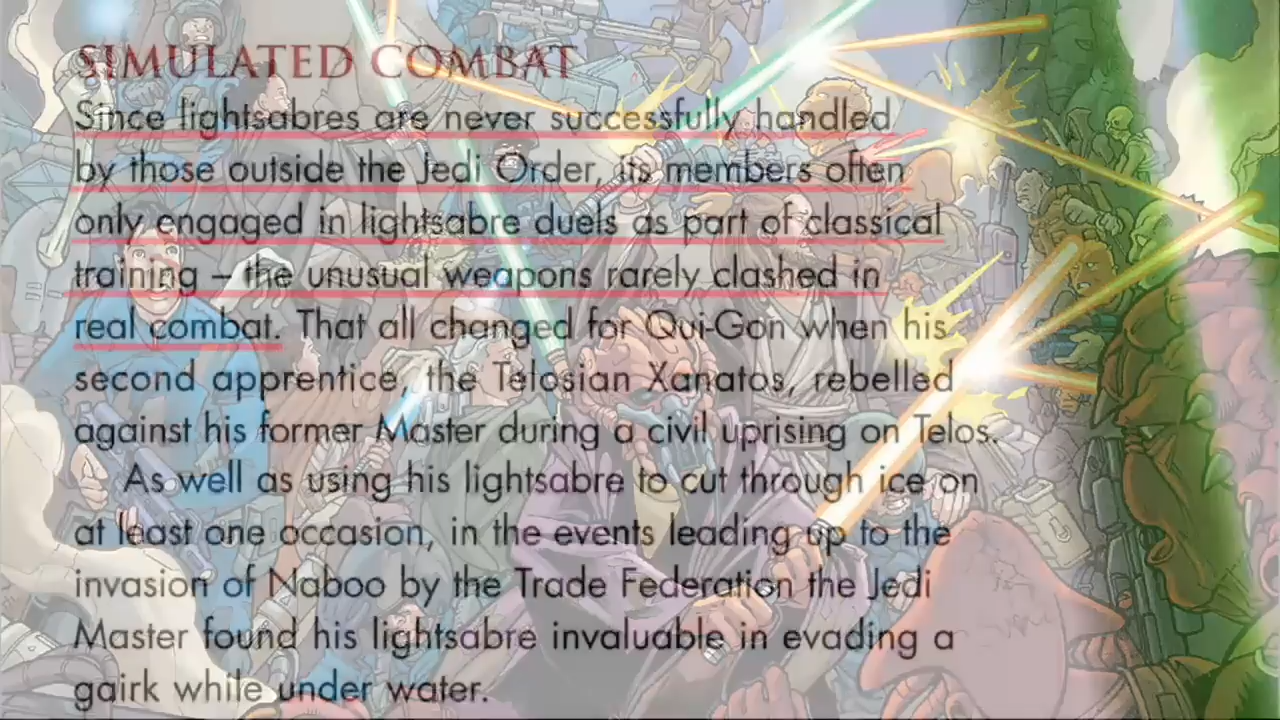 SIMULATED COMBAT
Since lightsabres are never successfully handled
by those outside the Jedi Order, its members often
only engaged in lightsabre duels as part of classical
training – the unusual weapons rarely clashed in
real combat. That all changed for Qui-Gon when his
second apprentice, the Telosian Xanatos, rebelled
against his former Master during a civil uprising on Telos.
As well as using his lightsabre to cut through ice on
at least one occasion, in the events leading up to the
invasion of Naboo by the Trade Federation the Jedi
Master found his lightsabre invaluable in evading a
gairk while under water.